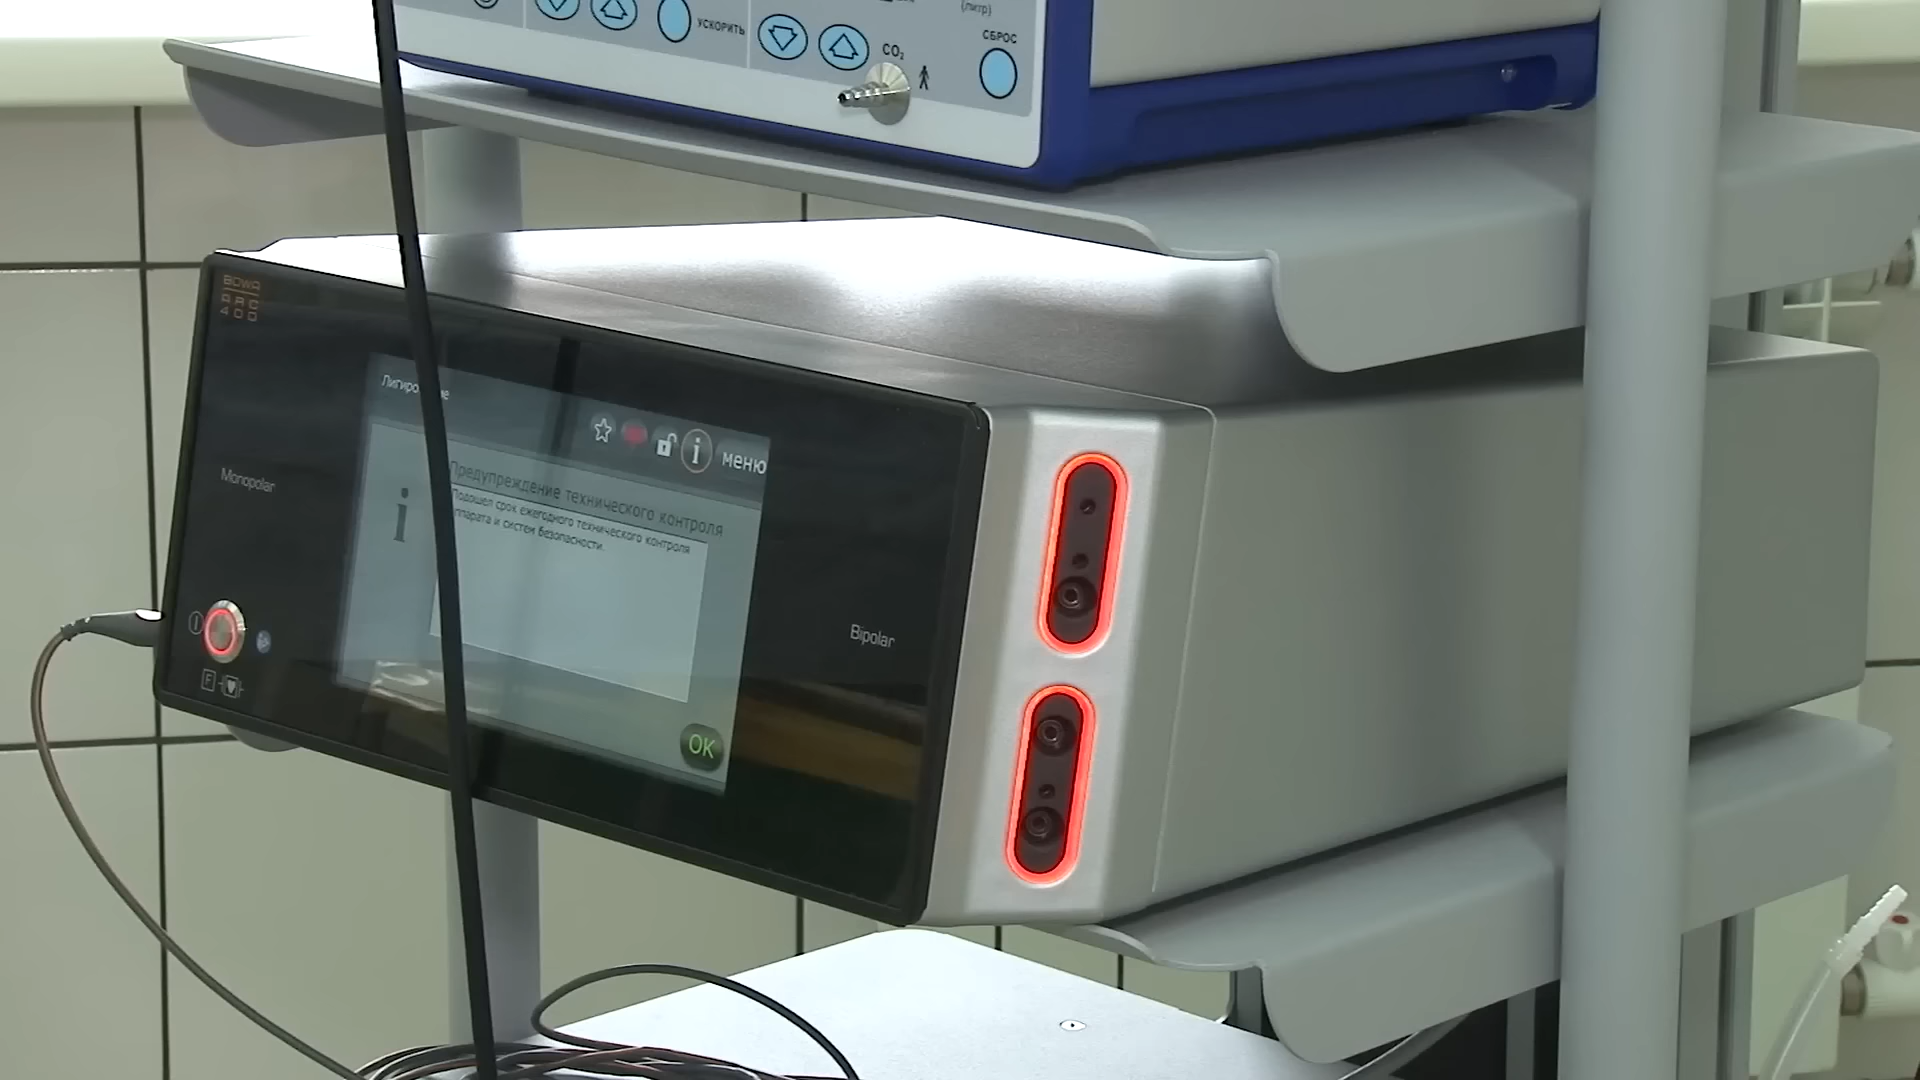 (литр)
УСКОРИТЬ
CO₂
СБРОС
BOWA
ARC
400
Лигиро
е
i
меню
Monopolar
i
Предупреждение технического контроля
Подошел срок ежегодного технического контроля
аппарата и систем безопасности.
Bipolar
F
OK